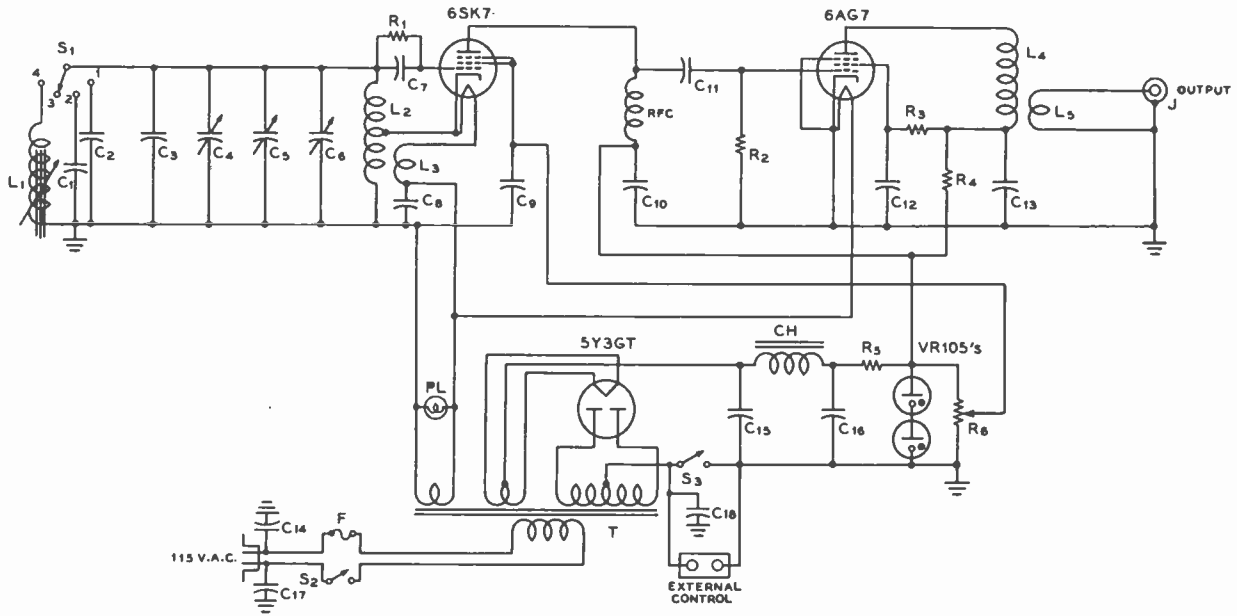 6SK7
6AG7
S1
R1
4
1
3
2
C7
L2
L1
C1
C2
C3
C4
C5
C6
L3
C8
C9
RFC
C10
C11
R2
R3
R4
C12
C13
L4
L5
J
OUTPUT
5Y3GT
CH
R5
VR105's
PL
C15
C16
R6
S3
C18
T
C14
F
115 V.A.C.
S2
C17
EXTERNAL
CONTROL